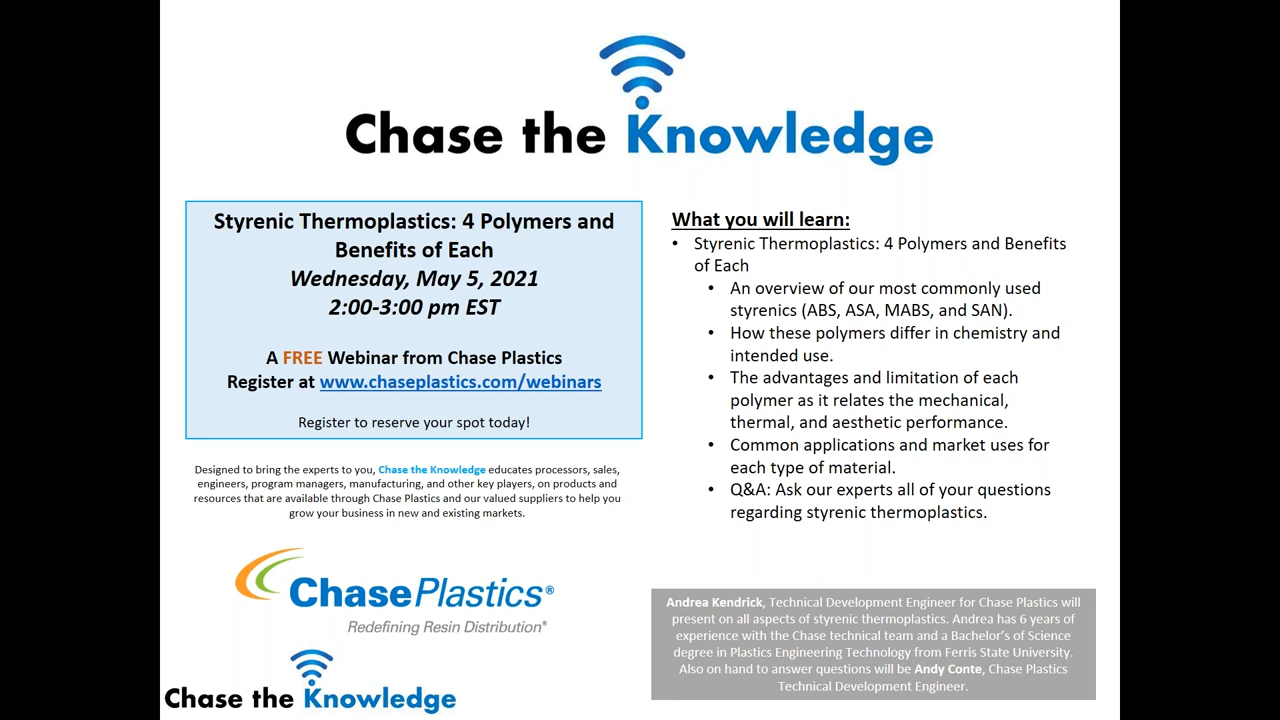 Chase the Knowledge
Styrenic Thermoplastics: 4 Polymers and
Benefits of Each
Wednesday, May 5, 2021
2:00-3:00 pm EST
A FREE Webinar from Chase Plastics
Register at www.chaseplastics.com/webinars
Register to reserve your spot today!
Designed to bring the experts to you, Chase the Knowledge educates processors, sales,
engineers, program managers, manufacturing, and other key players, on products and
resources that are available through Chase Plastics and our valued suppliers to help you
grow your business in new and existing markets.
ChasePlastics®
Redefining Resin Distribution®
Chase the Knowledge
What you will learn:
• Styrenic Thermoplastics: 4 Polymers and Benefits
of Each
• An overview of our most commonly used
styrenics (ABS, ASA, MABS, and SAN).
• How these polymers differ in chemistry and
intended use.
• The advantages and limitation of each
polymer as it relates the mechanical,
thermal, and aesthetic performance.
• Common applications and market uses for
each type of material.
• Q&A: Ask our experts all of your questions
regarding styrenic thermoplastics.
Andrea Kendrick, Technical Development Engineer for Chase Plastics will
present on all aspects of styrenic thermoplastics. Andrea has 6 years of
experience with the Chase technical team and a Bachelor's of Science
degree in Plastics Engineering Technology from Ferris State University.
Also on hand to answer questions will be Andy Conte, Chase Plastics
Technical Development Engineer.